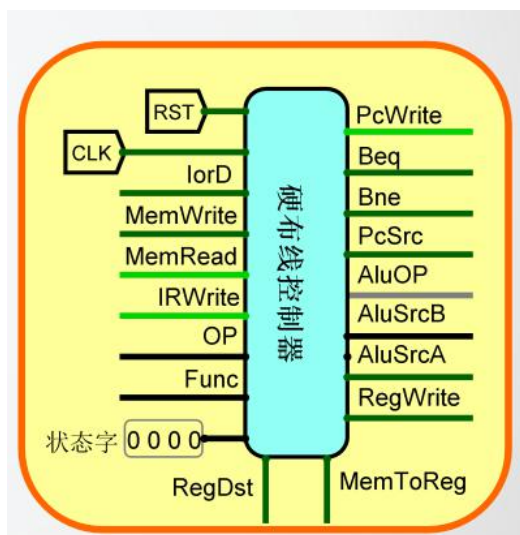 RST
CLK
IorD
MemWrite
MemRead
IRWrite
OP
Func
状态字 0000
RegDst
硬布线控制器
PcWrite
Beq
Bne
PcSrc
AluOP
AluSrcB
AluSrcA
RegWrite
MemToReg